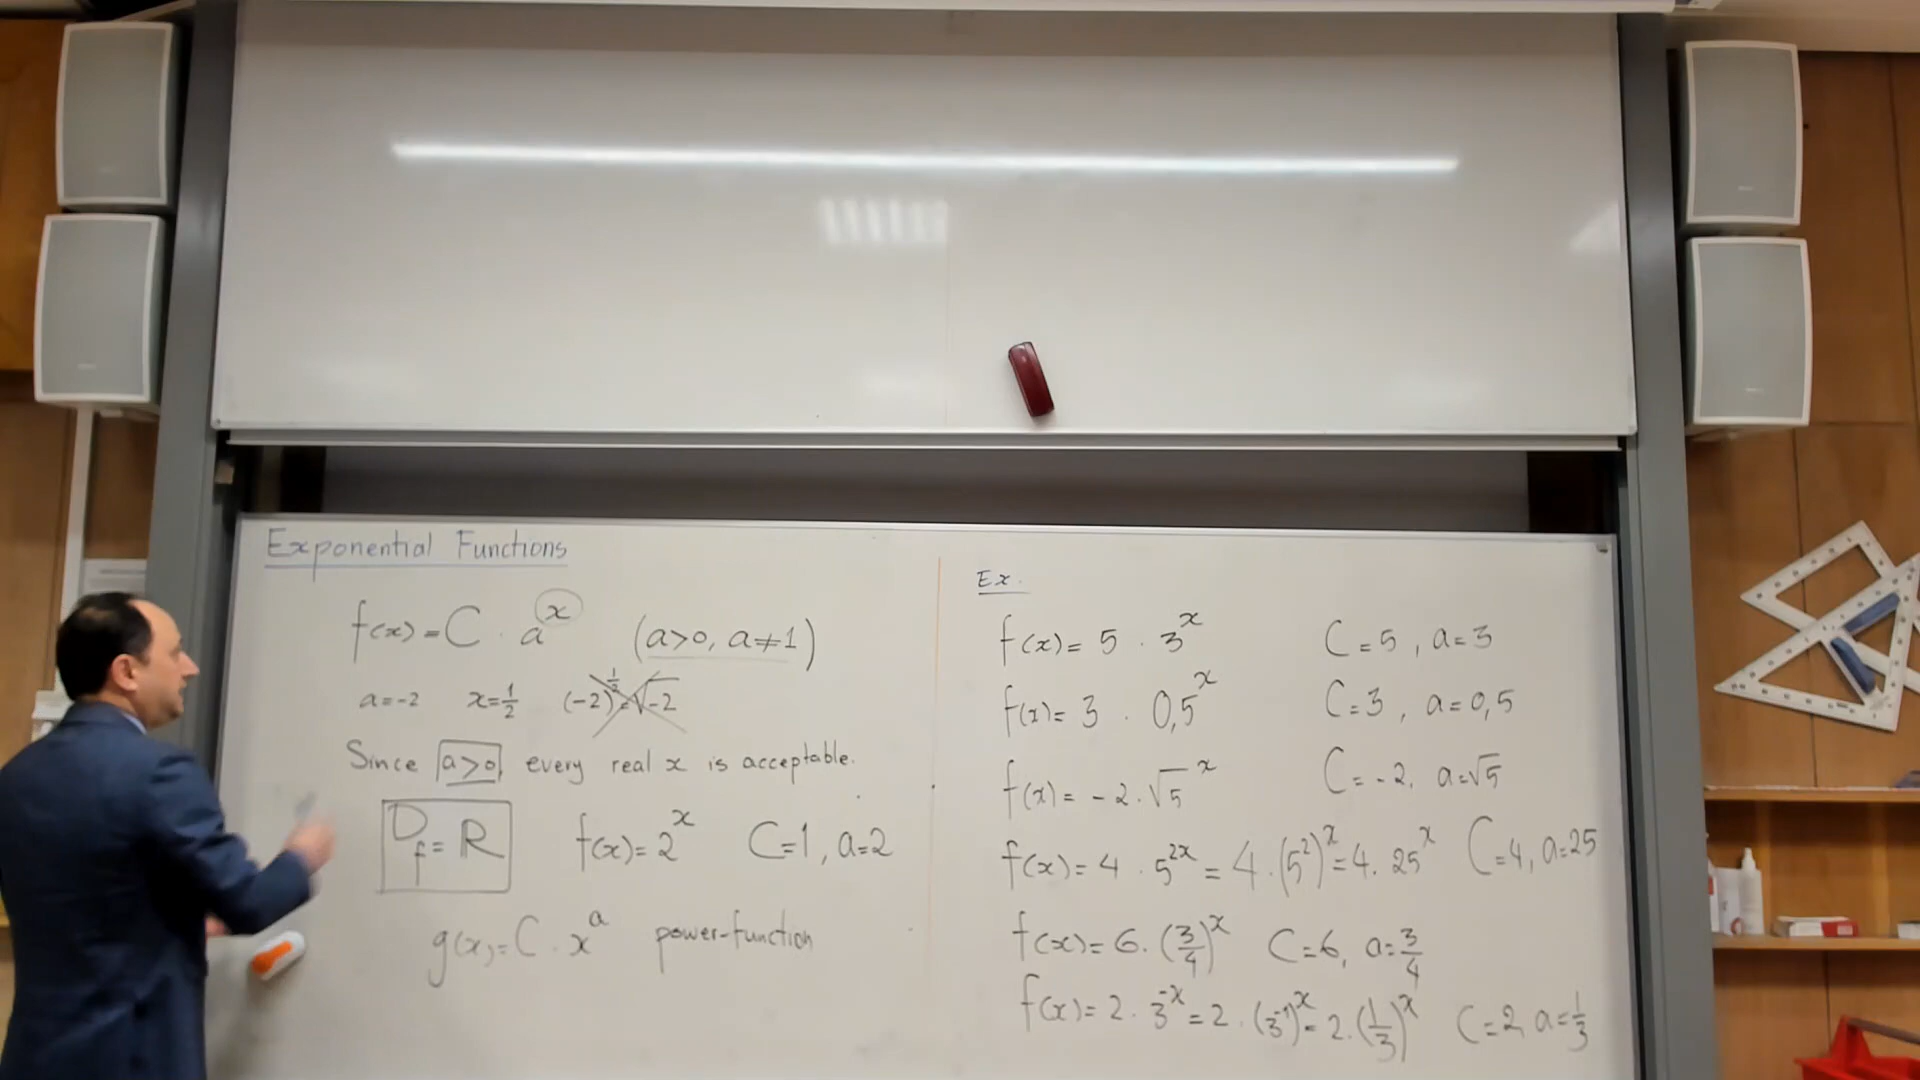 Exponential Functions
f(x) = C · a^x (a>0, a≠1)
a=-2 x=1/2 (-2)^1/2=√-2
Since a>0, every real x is acceptable.
D_f = R f(x)=2^x C=1, a=2
g(x)=C·x^a power-function
Ex.
f(x)= 5 · 3^x C=5, a=3
f(x)= 3 · 0,5^x C=3, a=0,5
f(x)= -2·√5^x C=-2, a=√5
f(x)= 4 · 5^2x = 4·(5^2)^x=4·25^x C=4, a=25
f(x)=6·(3/4)^x C=6, a=3/4
f(x)=2·3^-x=2·(3^-1)^x=2·(1/3)^x C=2, a=1/3